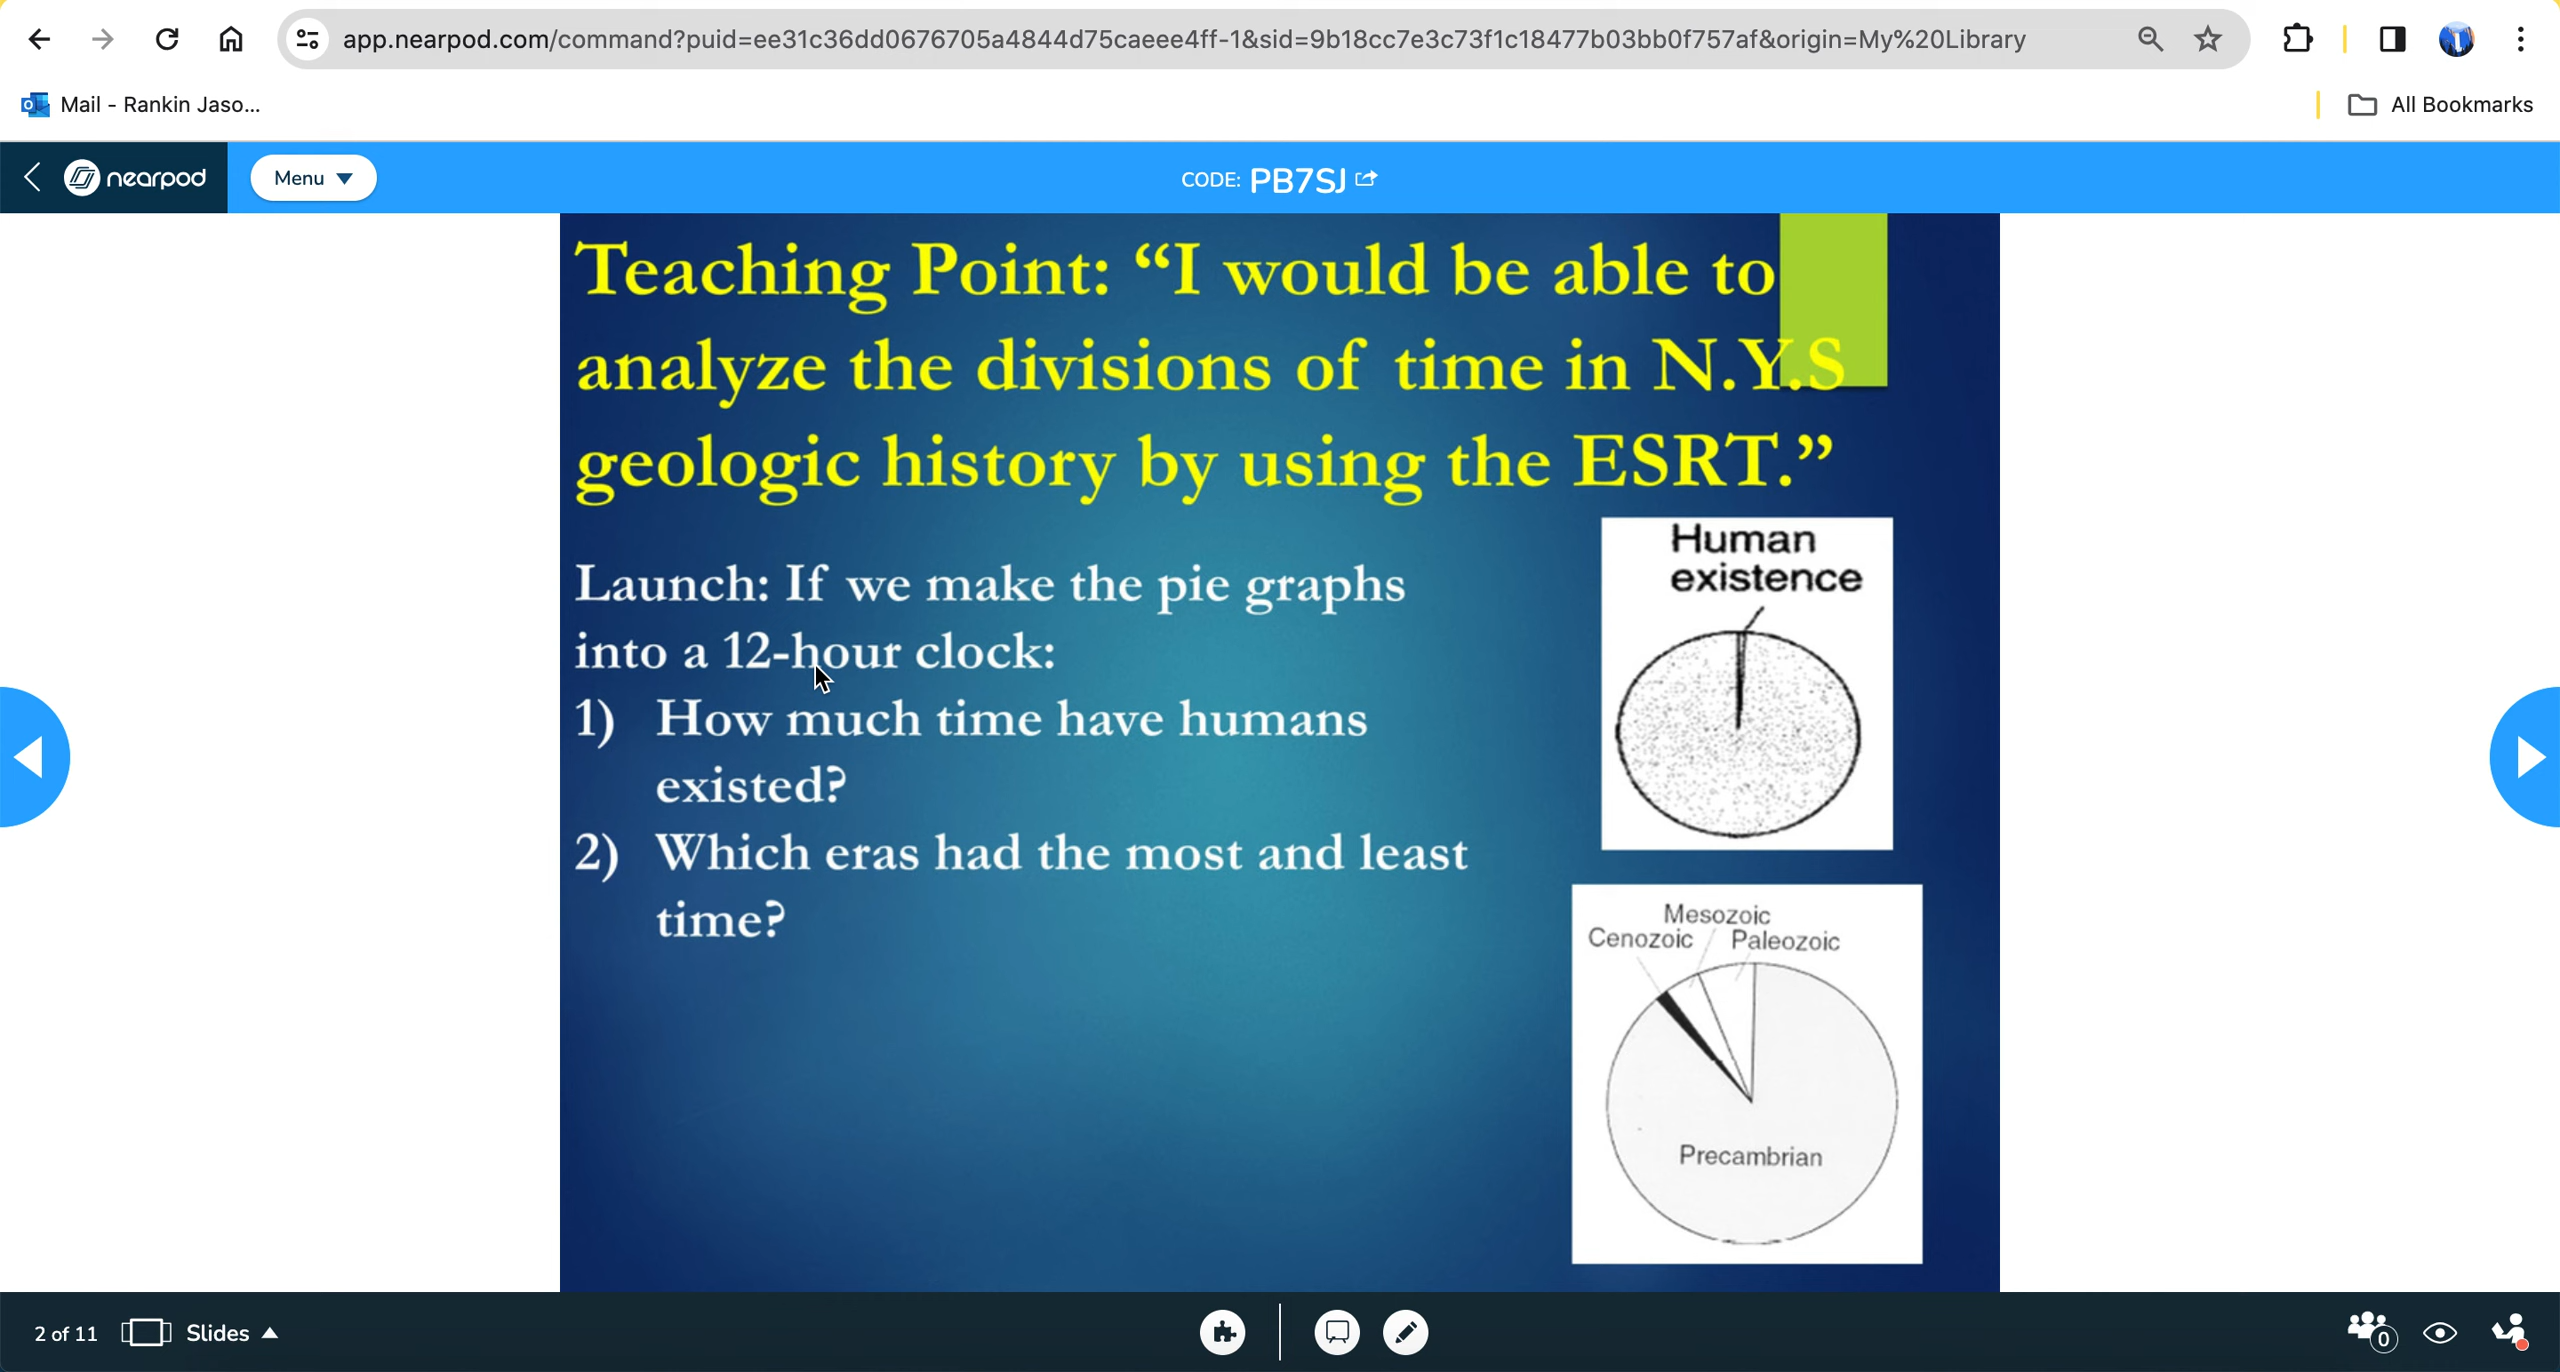 app.nearpod.com/command?puid=ee31c36dd0676705a4844d75caeee4ff-1&sid=9b18cc7e3c73f1c18477b03bb0f757af&origin=My%20Library
Mail - Rankin Jaso...
All Bookmarks
nearpod
Menu
CODE: PB7SJ
Teaching Point: “I would be able to
analyze the divisions of time in N.Y.S
geologic history by using the ESRT.”
Launch: If we make the pie graphs
into a 12-hour clock:
1) How much time have humans
existed?
2) Which eras had the most and least
time?
Human
existence
Mesozoic
Cenozoic
Paleozoic
Precambrian
2 of 11
Slides
0